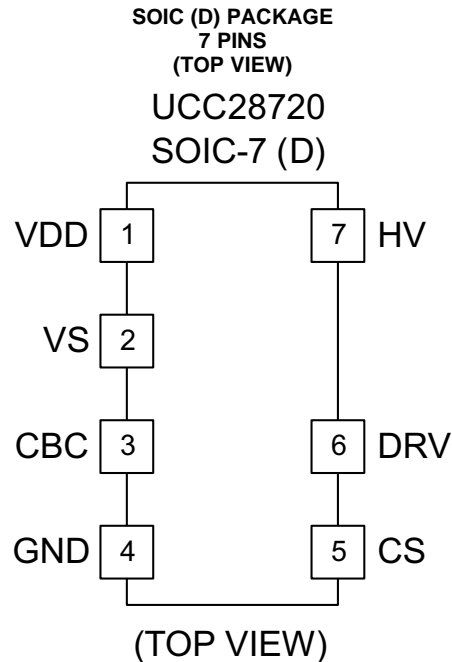 SOIC (D) PACKAGE
7 PINS
(TOP VIEW)
UCC28720
SOIC-7 (D)
VDD 1 7 HV
VS 2
CBC 3 6 DRV
GND 4 5 CS
(TOP VIEW)